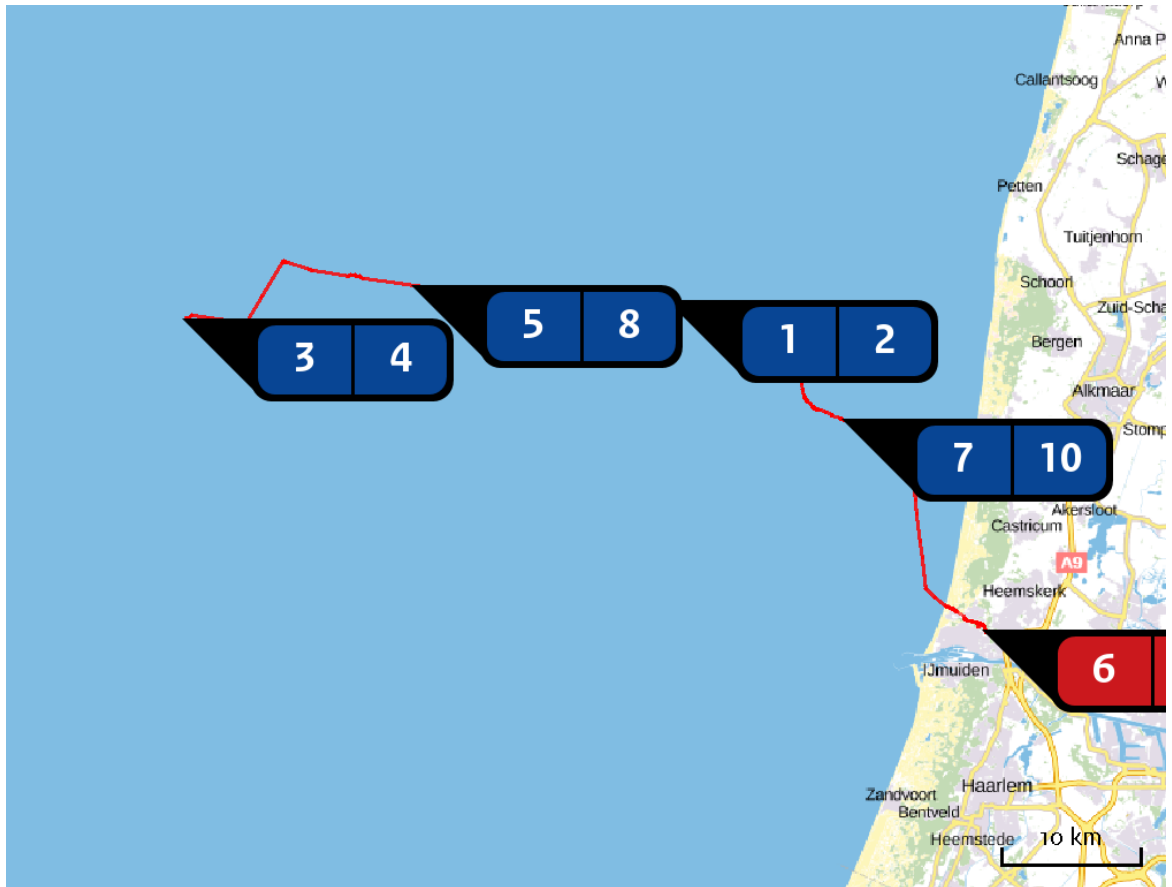 Anna P
Callantsoog
Schage
Petten
Tuitjenhorn
Schoorl
Zuid-Scha
5 8
1 2
Bergen
3 4
Alkmaar
Stomp
7 10
Akersloot
Castricum
A9
Heemskerk
IJmuiden
6
Haarlem
Zandvoort
Bentveld
Heemstede
10 km